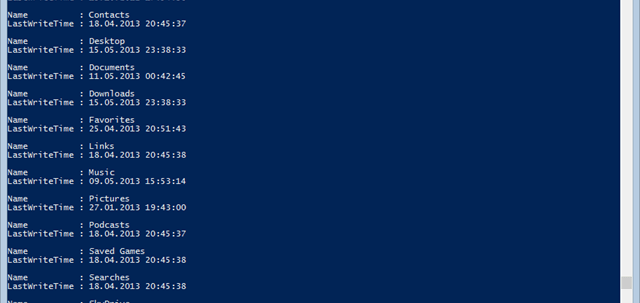 Name          : Contacts
LastWriteTime : 18.04.2013 20:45:37
Name          : Desktop
LastWriteTime : 15.05.2013 23:38:33
Name          : Documents
LastWriteTime : 11.05.2013 00:42:45
Name          : Downloads
LastWriteTime : 15.05.2013 23:38:33
Name          : Favorites
LastWriteTime : 25.04.2013 20:51:43
Name          : Links
LastWriteTime : 18.04.2013 20:45:38
Name          : Music
LastWriteTime : 09.05.2013 15:53:14
Name          : Pictures
LastWriteTime : 27.01.2013 19:43:00
Name          : Podcasts
LastWriteTime : 18.04.2013 20:45:37
Name          : Saved Games
LastWriteTime : 18.04.2013 20:45:38
Name          : Searches
LastWriteTime : 18.04.2013 20:45:38
Name          : SkyDrive